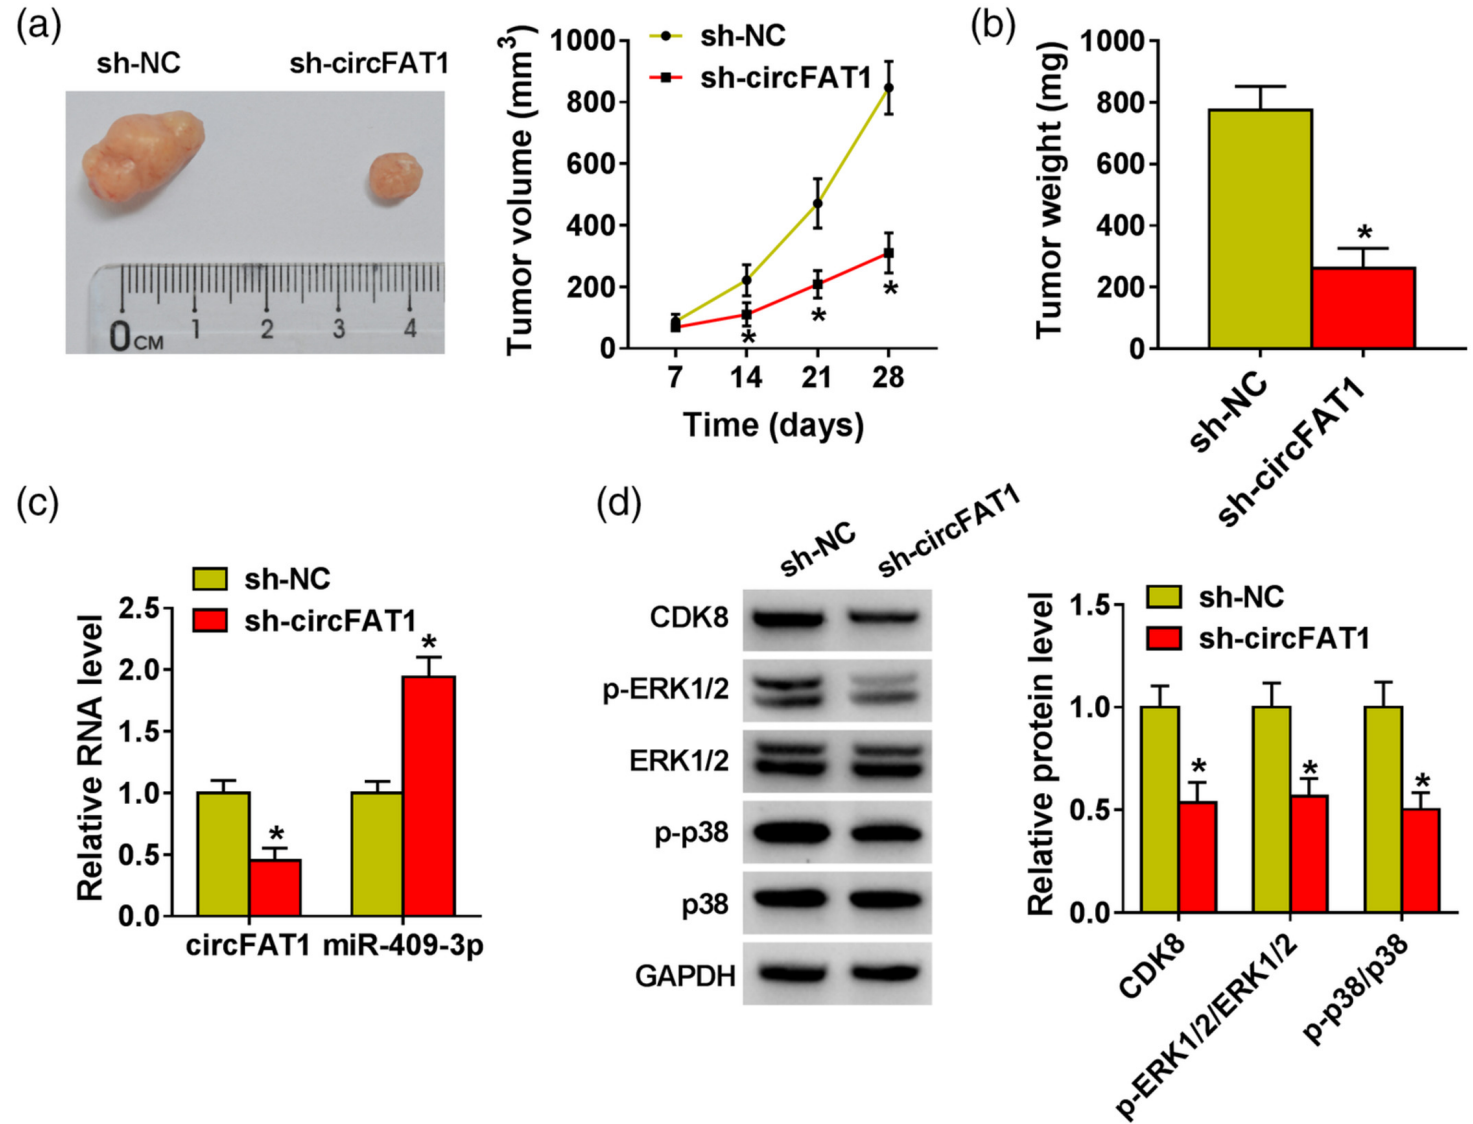 (a)
sh-NC sh-circFAT1
0 CM 1 2 3 4
Tumor volume (mm3)
1000
800
600
400
200
0
sh-NC
sh-circFAT1
*
*
*
7 14 21 28
Time (days)
(b)
Tumor weight (mg)
1000
800
600
400
200
0
*
sh-NC
sh-circFAT1
(c)
sh-NC
sh-circFAT1
Relative RNA level
2.5
2.0
1.5
1.0
0.5
0.0
*
*
circFAT1 miR-409-3p
(d)
sh-NC sh-circFAT1
CDK8
p-ERK1/2
ERK1/2
p-p38
p38
GAPDH
Relative protein level
1.5
1.0
0.5
0.0
sh-NC
sh-circFAT1
*
*
*
CDK8
p-ERK1/2/ERK1/2
p-p38/p38